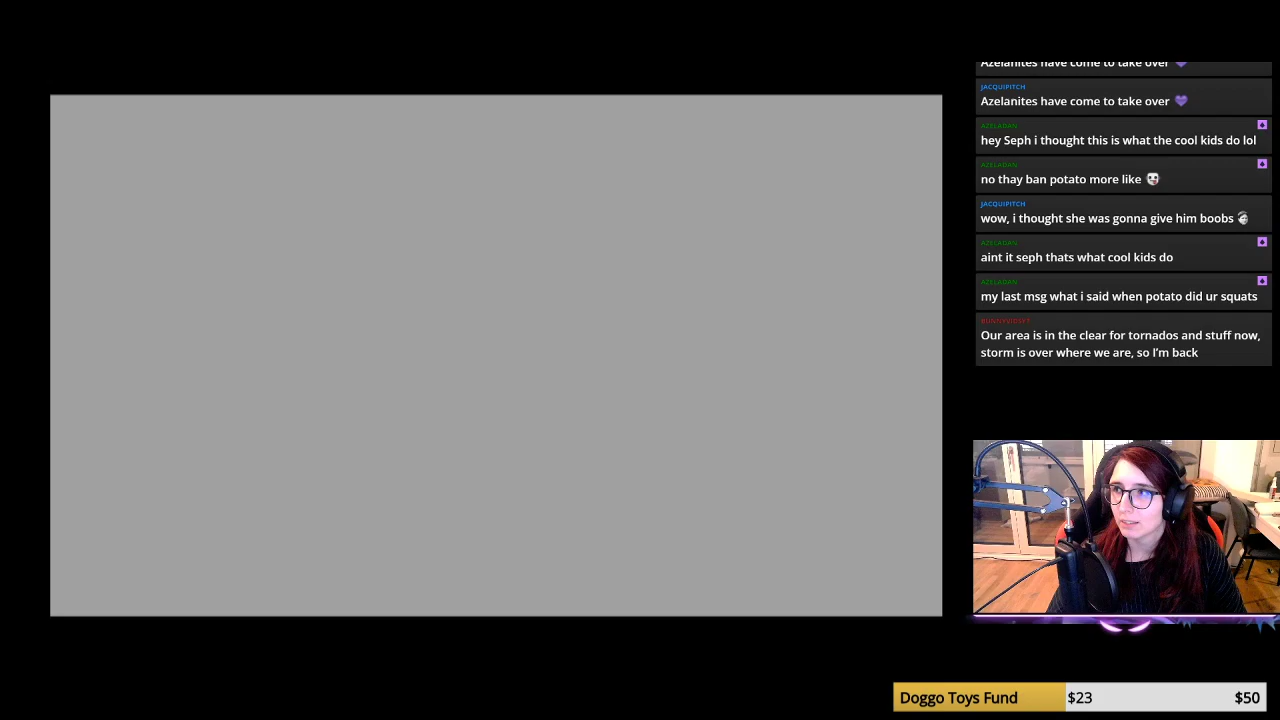 Azelanites have come to take over
JACQUIPITCH
Azelanites have come to take over
AZELADAN
hey Seph i thought this is what the cool kids do lol
AZELADAN
no thay ban potato more like
JACQUIPITCH
wow, i thought she was gonna give him boobs
AZELADAN
aint it seph thats what cool kids do
AZELADAN
my last msg what i said when potato did ur squats
Our area is in the clear for tornados and stuff now,
storm is over where we are, so I'm back
Doggo Toys Fund $23 $50